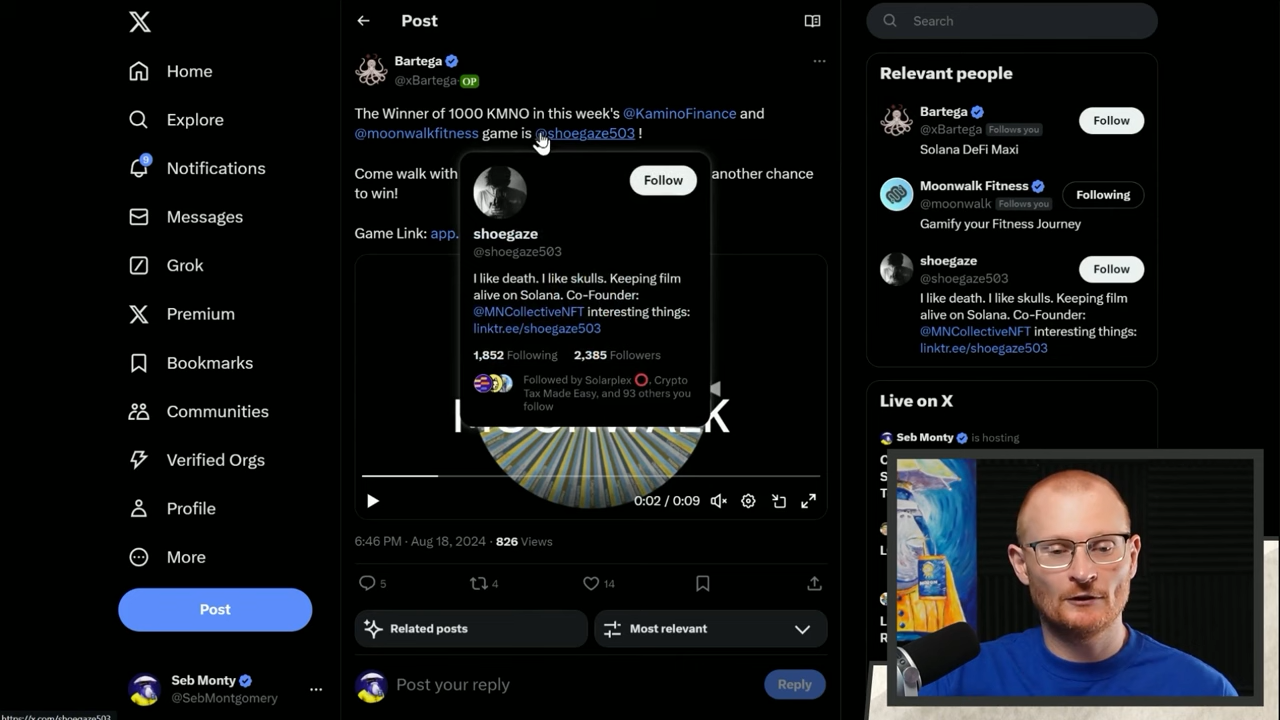 Home
Explore
9
Notifications
Messages
Grok
Premium
Bookmarks
Communities
Verified Orgs
Profile
More
Post
Seb Monty
@SebMontgomery
https://x.com/shoegaze503
Post
Bartega
@xBartega OP
The Winner of 1000 KMNO in this week's @KaminoFinance and
@moonwalkfitness game is @shoegaze503 !
Come walk with
another chance
to win!
Game Link: app.
Follow
shoegaze
@shoegaze503
I like death. I like skulls. Keeping film
alive on Solana. Co-Founder:
@MNCollectiveNFT interesting things:
linktr.ee/shoegaze503
1,852 Following 2,385 Followers
Followed by Solarplex ⭕, Crypto
Tax Made Easy, and 93 others you
follow
0:02 / 0:09
6:46 PM · Aug 18, 2024 · 826 Views
5 4 14
Related posts
Most relevant
Post your reply
Reply
Search
Relevant people
Bartega
@xBartega Follows you
Follow
Solana DeFi Maxi
Moonwalk Fitness
@moonwalk Follows you
Following
Gamify your Fitness Journey
shoegaze
@shoegaze503
Follow
I like death. I like skulls. Keeping film
alive on Solana. Co-Founder:
@MNCollectiveNFT interesting things:
linktr.ee/shoegaze503
Live on X
Seb Monty is hosting